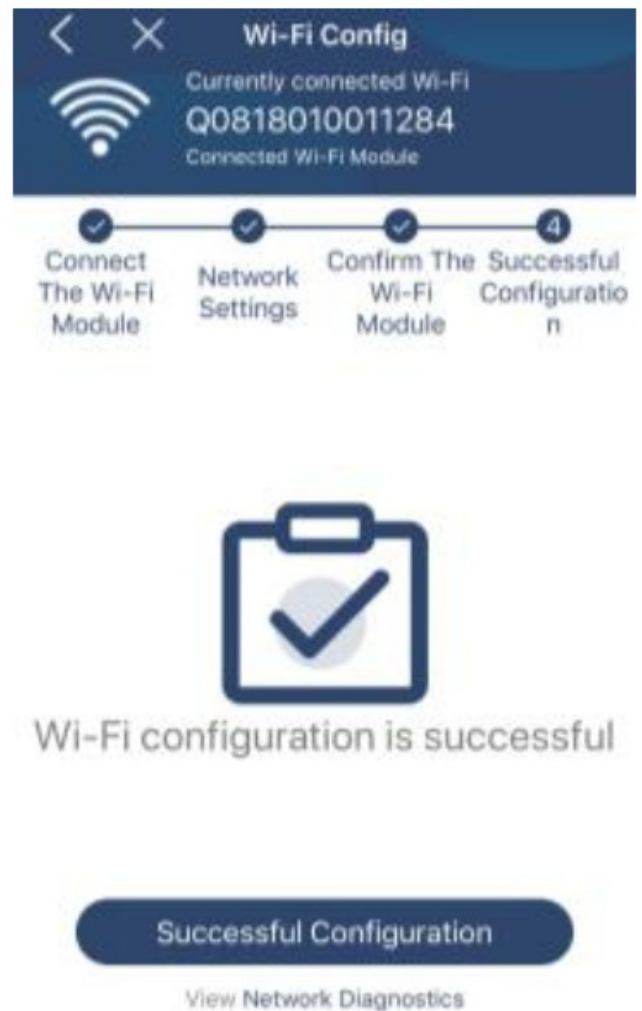 Wi-Fi Config
Currently connected Wi-Fi
Q0818010011284
Connected Wi-Fi Module
4
Connect
The Wi-Fi
Module
Network
Settings
Confirm The
Wi-Fi
Module
Successful
Configuratio
n
Wi-Fi configuration is successful
Successful Configuration
View Network Diagnostics